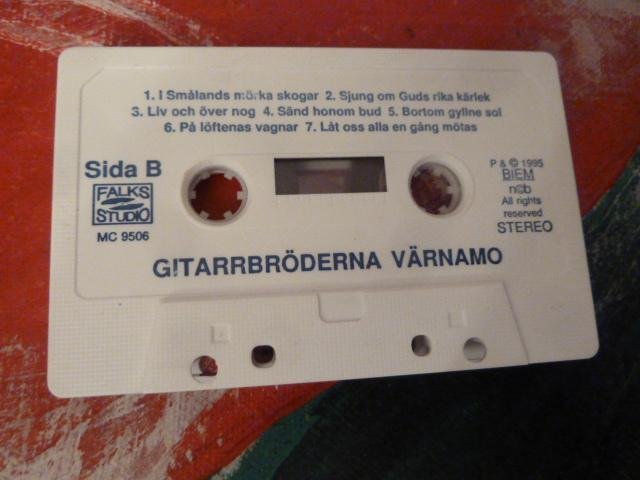 1. I Smålands mörka skogar 2. Sjung om Guds rika kärlek
3. Liv och över nog 4. Sänd honom bud 5. Bortom gyllne sol
6. På löftenas vagnar 7. Låt oss alla en gång mötas
Sida B
FALKS
STUDIO
MC 9506
P & © 1995
BIEM
n©b
All rights
reserved
STEREO
GITARRBRÖDERNA VÄRNAMO